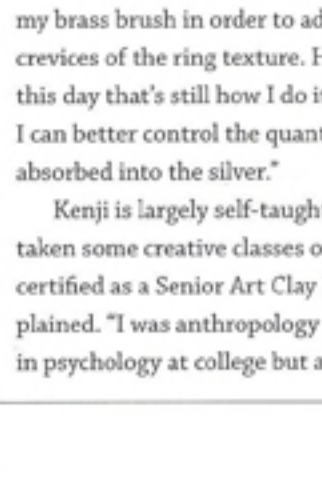 my brass brush in order to ad
crevices of the ring texture. H
this day that's still how I do it
I can better control the quant
absorbed into the silver."
Kenji is largely self-taugh
taken some creative classes o
certified as a Senior Art Clay
plained. "I was anthropology
in psychology at college but a